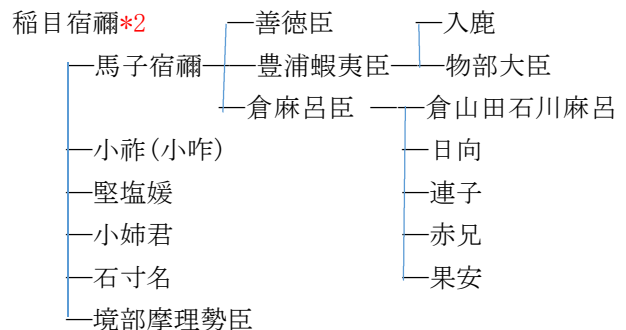 稲目宿禰*2 善徳臣 入鹿
馬子宿禰 豊浦蝦夷臣 物部大臣
倉麻呂臣 倉山田石川麻呂
小祚(小咋) 日向
堅塩媛 連子
小姉君 赤兄
石寸名 果安
境部摩理勢臣